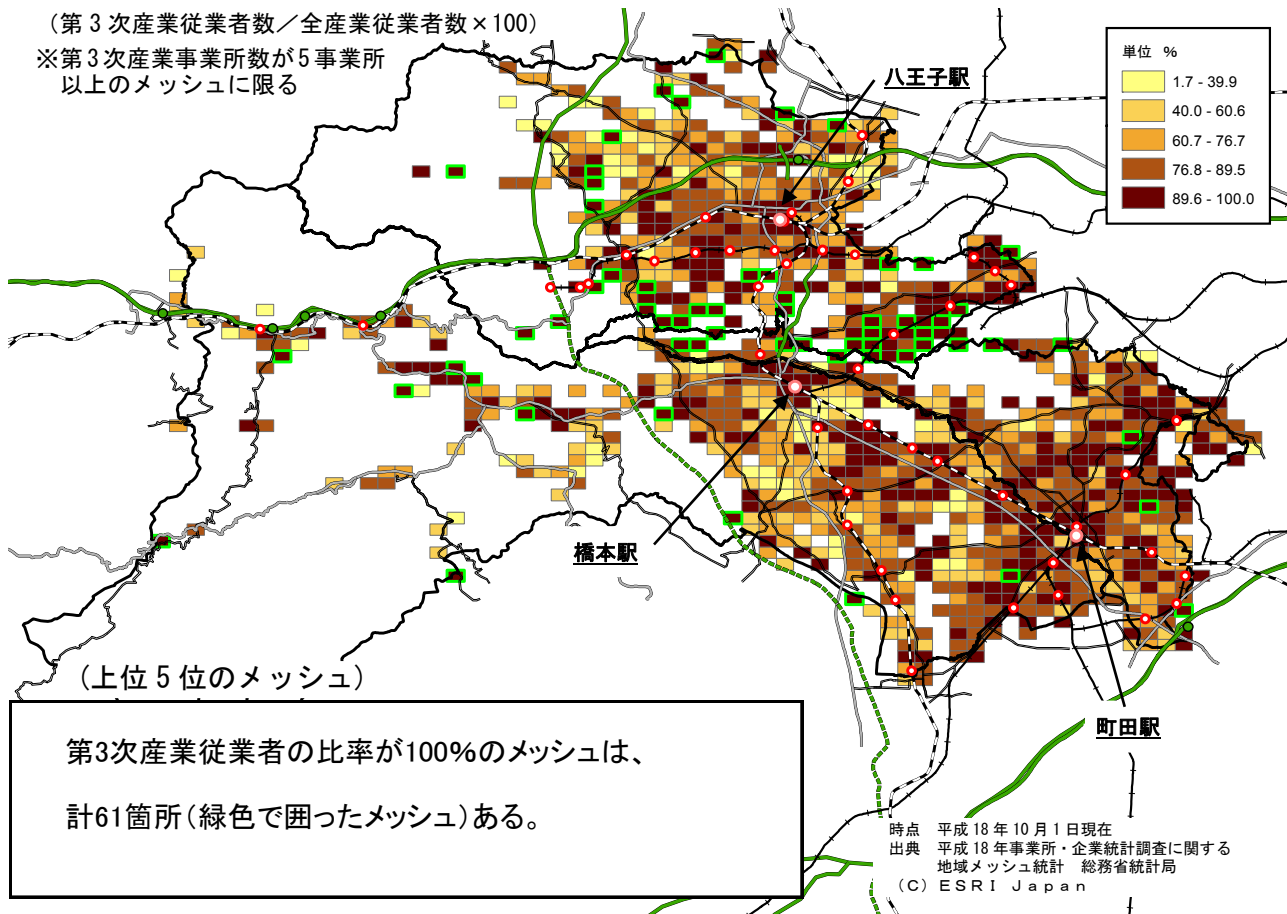 （第３次産業従業者数／全産業従業者数×100）
※第３次産業事業所数が５事業所
以上のメッシュに限る
単位　%
1.7 - 39.9
40.0 - 60.6
60.7 - 76.7
76.8 - 89.5
89.6 - 100.0
八王子駅
橋本駅
町田駅
（上位５位のメッシュ）
第3次産業従業者の比率が100%のメッシュは、
計61箇所（緑色で囲ったメッシュ）ある。
時点　平成 18 年 10 月 1 日現在
出典　平成 18 年事業所・企業統計調査に関する
地域メッシュ統計　総務省統計局
（C）ＥＳＲＩ Ｊａｐａｎ